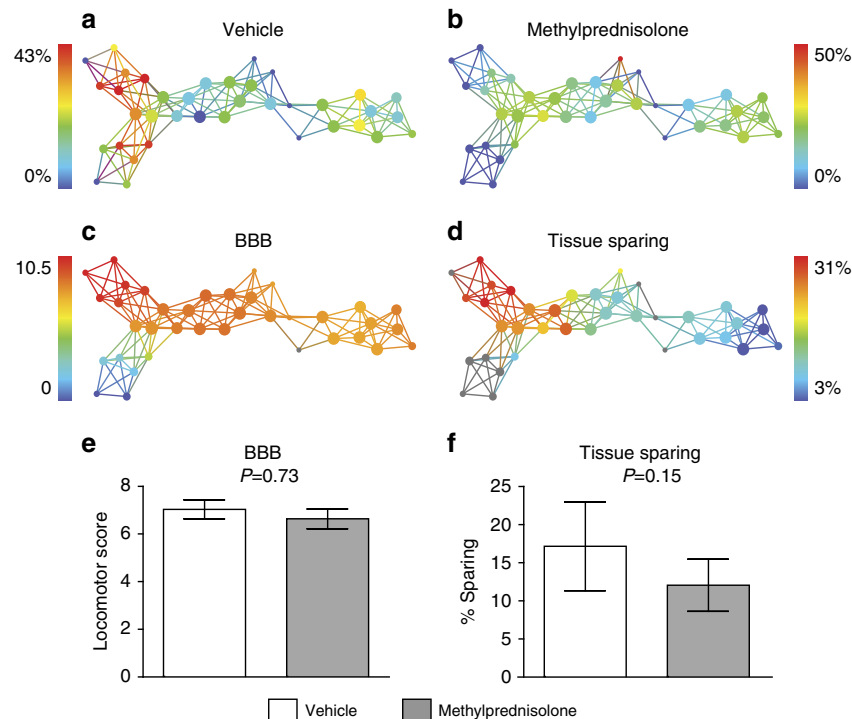 a
Vehicle
43%
0%
b
Methylprednisolone
50%
0%
c
BBB
10.5
0
d
Tissue sparing
31%
3%
e
BBB
P=0.73
8
6
4
2
0
Locomotor score
f
Tissue sparing
P=0.15
25
20
15
10
5
0
% Sparing
Vehicle
Methylprednisolone